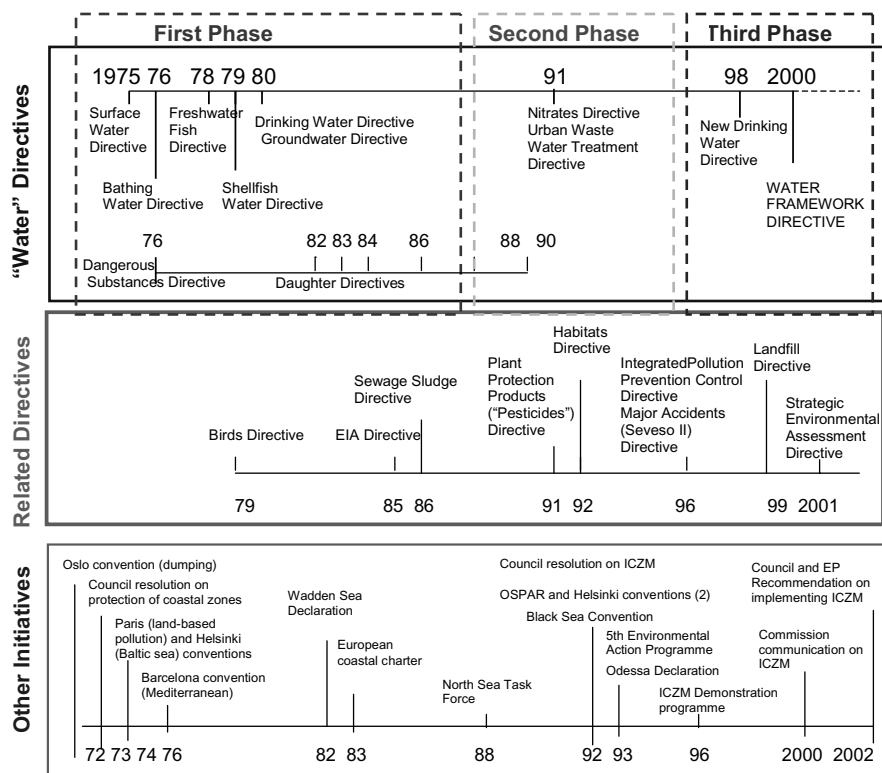 First Phase
Second Phase
Third Phase
“Water” Directives
1975 76 78 79 80 91 98 2000
Surface
Water
Directive
Freshwater
Fish
Directive
Drinking Water Directive
Groundwater Directive
Nitrates Directive
Urban Waste
Water Treatment
Directive
New Drinking
Water
Directive
Bathing
Water Directive
Shellfish
Water Directive
WATER
FRAMEWORK
DIRECTIVE
76 82 83 84 86 88 90
Dangerous
Substances Directive
Daughter Directives
Related Directives
Birds Directive
EIA Directive
Sewage Sludge
Directive
Plant
Protection
Products
(“Pesticides”)
Directive
Habitats
Directive
IntegratedPollution
Prevention Control
Directive
Major Accidents
(Seveso II)
Directive
Landfill
Directive
Strategic
Environmental
Assessment
Directive
79 85 86 91 92 96 99 2001
Other Initiatives
Oslo convention (dumping)
Council resolution on
protection of coastal zones
Paris (land-based
pollution) and Helsinki
(Baltic sea) conventions
Barcelona convention
(Mediterranean)
Wadden Sea
Declaration
European
coastal charter
North Sea Task
Force
Council resolution on ICZM
OSPAR and Helsinki conventions (2)
Black Sea Convention
5th Environmental
Action Programme
Odessa Declaration
ICZM Demonstration
programme
Council and EP
Recommendation on
implementing ICZM
Commission
communication on
ICZM
72 73 74 76 82 83 88 92 93 96 2000 2002